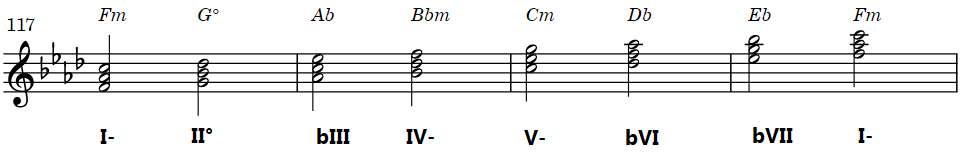 Fm G° Ab Bbm Cm Db Eb Fm
117
I- II° bIII IV- V- bVI bVII I-